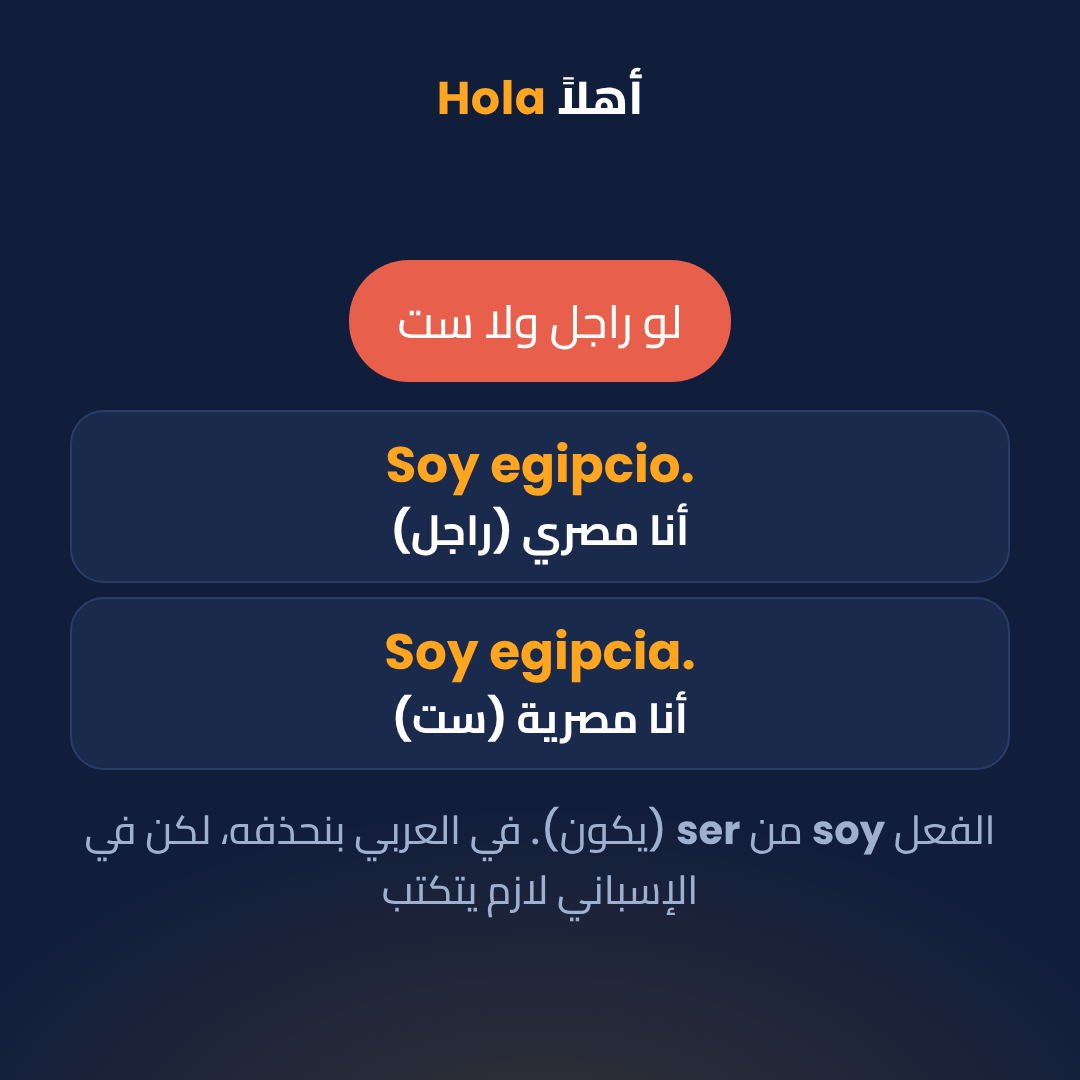 أهلاً Hola
لو راجل ولا ست
Soy egipcio.
أنا مصري (راجل)
Soy egipcia.
أنا مصرية (ست)
الفعل soy من ser (يكون). في العربي بنحذفه، لكن في
الإسباني لازم يتكتب